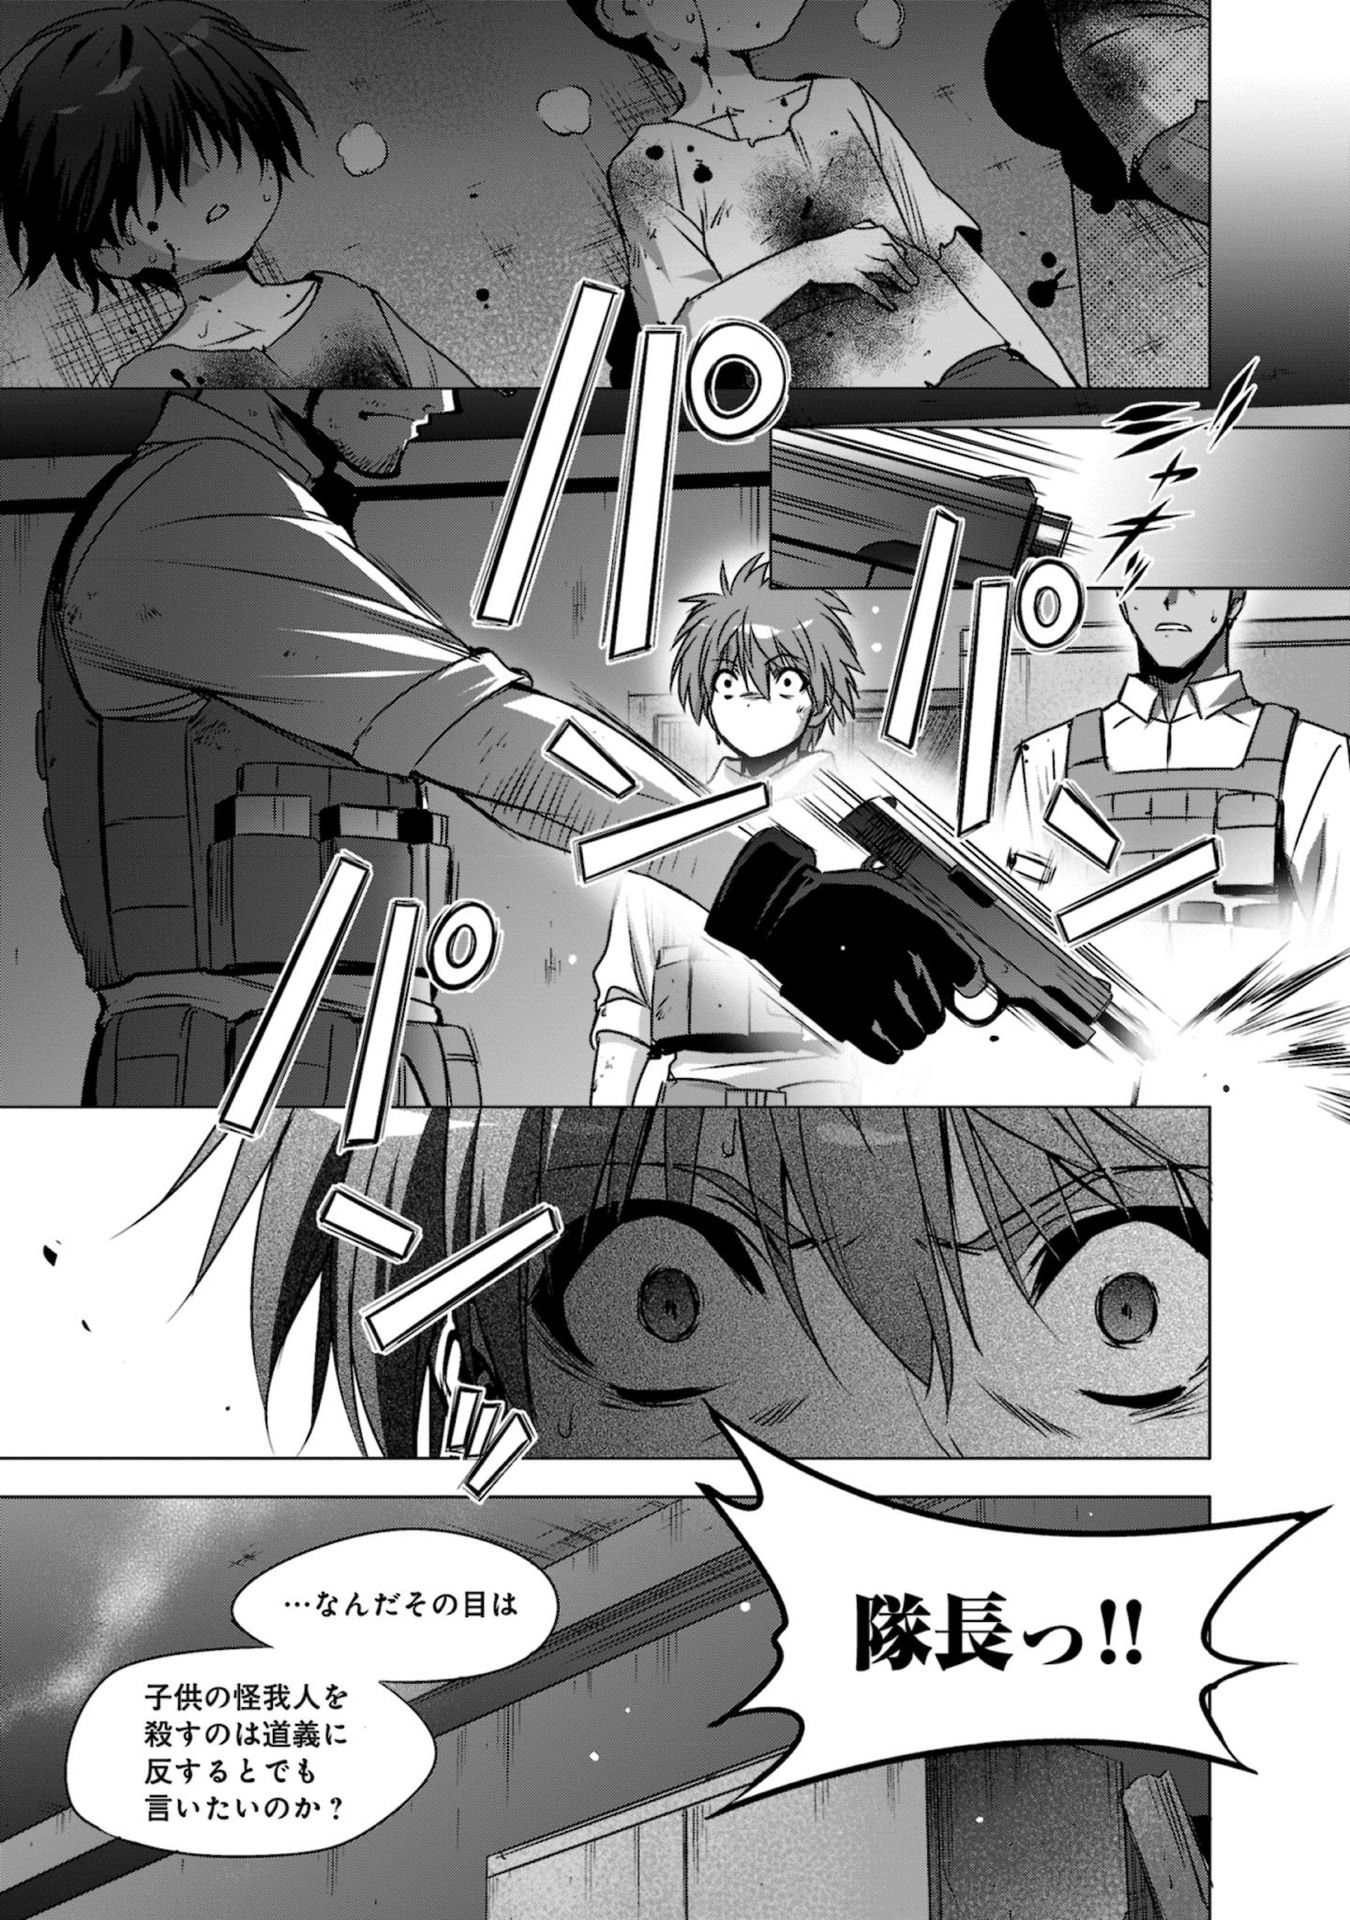 チャッ
パン
パン
パン
パン
隊長っ!!
…なんだその目は
子供の怪我人を
殺すのは道義に
反するとでも
言いたいのか?